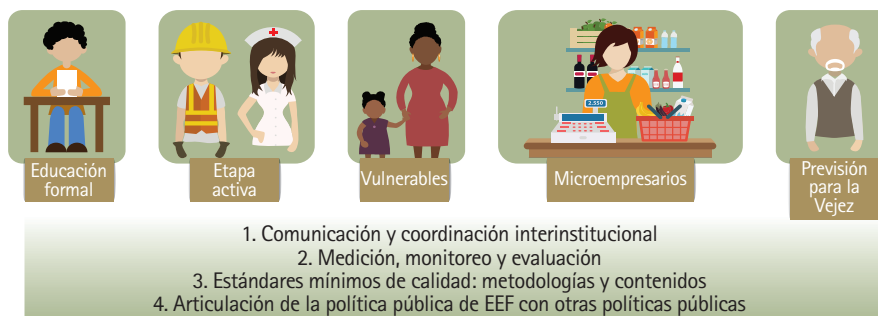 2.550
Educación
formal
Etapa
activa
Vulnerables
Microempresarios
Previsión
para la
Vejez
1. Comunicación y coordinación interinstitucional
2. Medición, monitoreo y evaluación
3. Estándares mínimos de calidad: metodologías y contenidos
4. Articulación de la política pública de EEF con otras políticas públicas